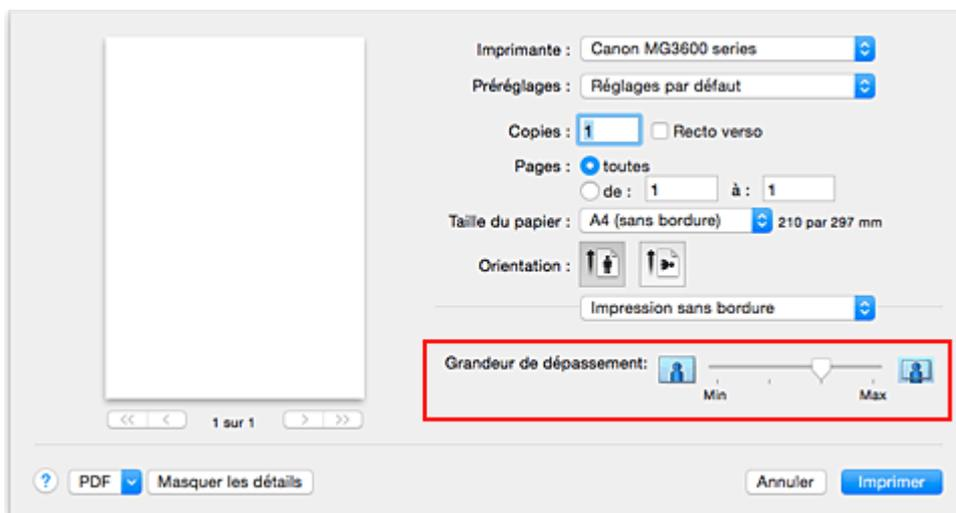 Imprimante : Canon MG3600 series
Préréglages : Réglages par défaut
Copies : 1 Recto verso
Pages : toutes
de : 1 à : 1
Taille du papier : A4 (sans bordure) 210 par 297 mm
Orientation :
Impression sans bordure
Grandeur de dépassement:
Min Max
<< < 1 sur 1 > >>
? PDF Masquer les détails Annuler Imprimer